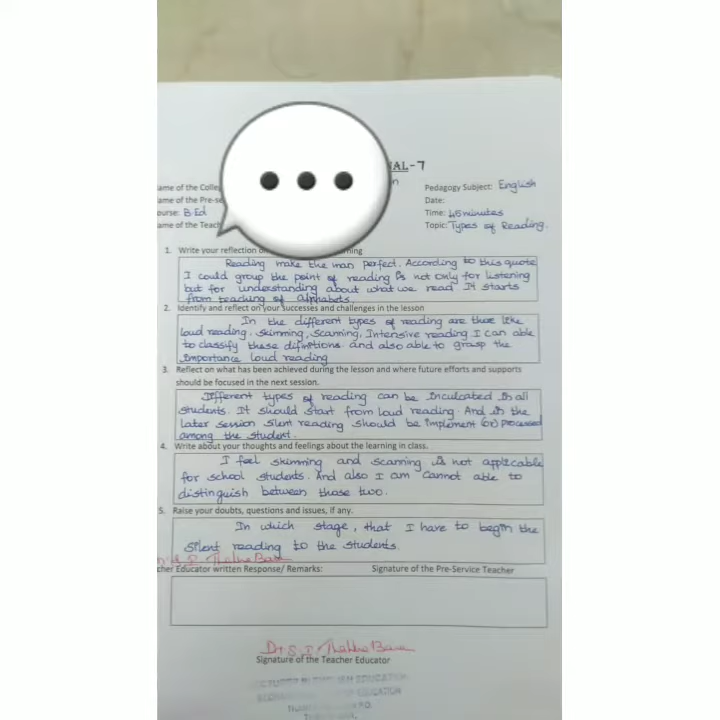 NAL-7
Name of the Colle
Pedagogy Subject: English
ame of the Pre-se
Date:
ourse: B.Ed
Time: 45 minutes
ame of the Teach
Topic: Types of Reading.
1. Write your reflection
Reading make the man perfect. According to this quote
I could group the point of reading is not only for listening
but for understanding about what we read It starts
from teaching of alphabets.
2. Identify and reflect on your successes and challenges in the lesson
In the different types of reading are those like
loud reading, skimming, scanning, Intensive reading I can able
to classify these difinitions and also able to grasp the
importance loud reading
3. Reflect on what has been achieved during the lesson and where future efforts and supports
should be focused in the next session.
Different types of reading can be inculcated in all
students. It should start from loud reading. And in the
later session silent reading should be implement (or) processed
among the student.
4. Write about your thoughts and feelings about the learning in class.
I feel skimming and scanning is not applicable
for school students. And also I am cannot able to
distinguish between those two.
5. Raise your doubts, questions and issues, if any.
In which stage, that I have to begin the
silent reading to the students.
cher Educator written Response/ Remarks:
Signature of the Pre-Service Teacher
Signature of the Teacher Educator
LECTURER IN ENGLISH EDUCATION